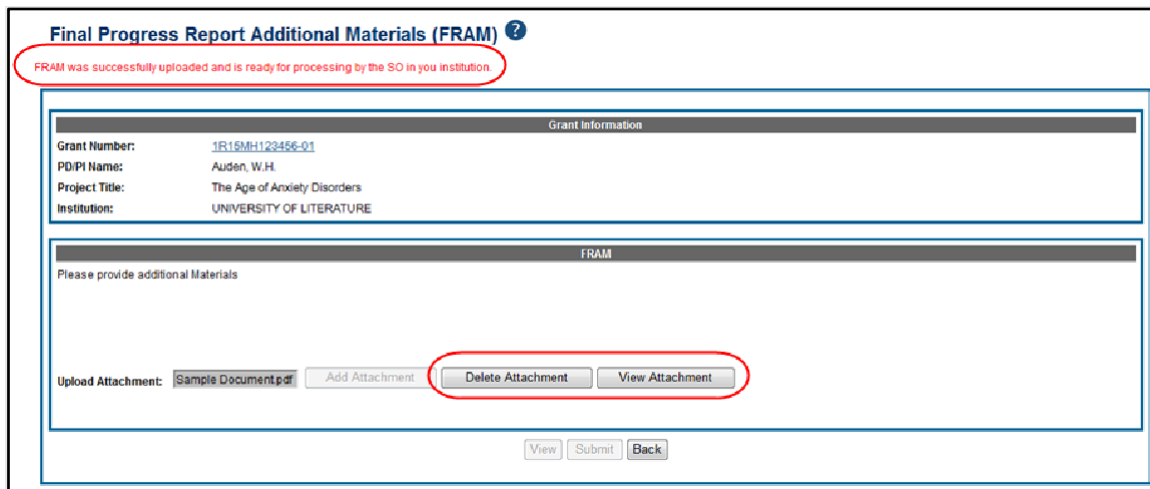 Final Progress Report Additional Materials (FRAM) ?
FRAM was successfully uploaded and is ready for processing by the SO in you institution.
Grant Information
Grant Number: 1R15MH123456-01
PD/PI Name: Auden, W.H.
Project Title: The Age of Anxiety Disorders
Institution: UNIVERSITY OF LITERATURE
FRAM
Please provide additional Materials
Upload Attachment: Sample Document.pdf Add Attachment Delete Attachment View Attachment
View Submit Back